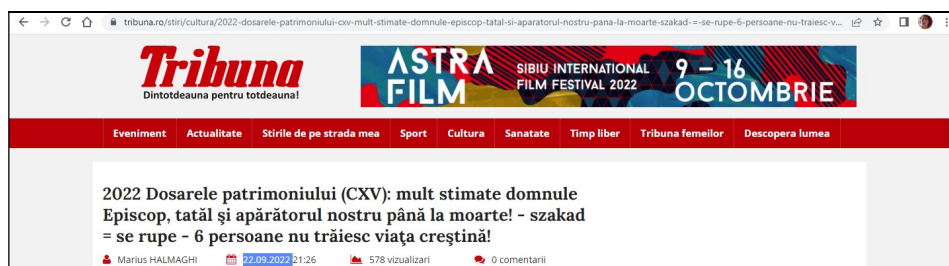 tribuna.ro/stiri/cultura/2022-dosarele-patrimoniului-cxv-mult-stimate-domnule-episcop-tatal-si-aparatorul-nostru-pana-la-moarte-szakad-=-se-rupe-6-persoane-nu-traiesc-v...
Tribuna
Dintotdeauna pentru totdeauna!
ASTRA
FILM
SIBIU INTERNATIONAL
FILM FESTIVAL 2022
9 – 16
OCTOMBRIE
Eveniment Actualitate Stirile de pe strada mea Sport Cultura Sanatate Timp liber Tribuna femeilor Descopera lumea
2022 Dosarele patrimoniului (CXV): mult stimate domnule
Episcop, tatăl şi apărătorul nostru până la moarte! - szakad
= se rupe - 6 persoane nu trăiesc viaţa creştină!
Marius HALMAGHI 22.09.2022 21:26 578 vizualizari 0 comentarii